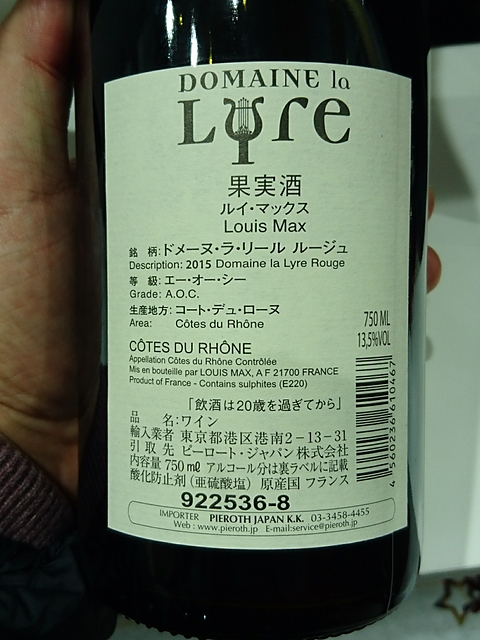 DOMAINE la
Lyre
果実酒
ルイ・マックス
Louis Max
銘 柄:ドメーヌ・ラ・リール ルージュ
Description: 2015 Domaine la Lyre Rouge
等 級:エー・オー・シー
Grade: A.O.C.
生産地方:コート・デュ・ローヌ
Area: Côtes du Rhône
750 ML
13,5%VOL
CÔTES DU RHÔNE
Appellation Côtes du Rhône Contrôlée
Mis en bouteille par LOUIS MAX, A F 21700 FRANCE
Product of France - Contains sulphites (E220)
「飲酒は20歳を過ぎてから」
品 名:ワイン
輸入業者 東京都港区港南2-13-31
引取先 ピーロート・ジャパン株式会社
内容量 750㎖ アルコール分は裏ラベルに記載
酸化防止剤(亜硫酸塩) 原産国 フランス
4 560236 610467
922536-8
IMPORTER PIEROTH JAPAN K.K. 03-3458-4455
Web : www.pieroth.jp E-mail:service@pieroth.jp